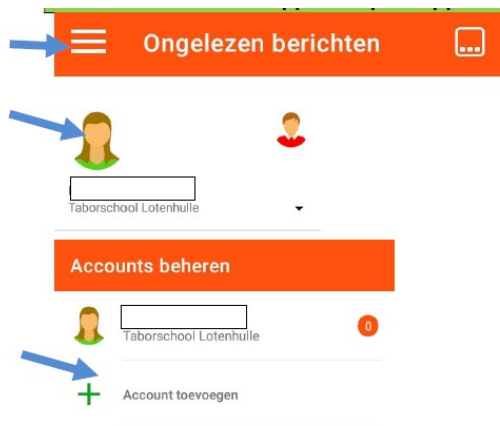 Ongelezen berichten
Taborschool Lotenhulle
Accounts beheren
Taborschool Lotenhulle
0
Account toevoegen